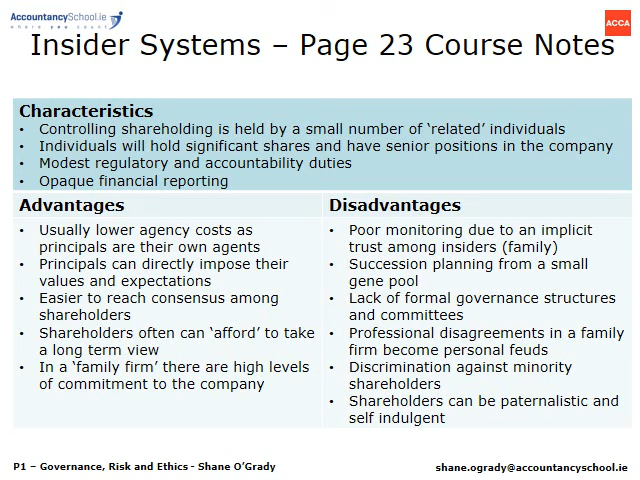 AccountancySchool.ie
where you count
ACCA
Insider Systems – Page 23 Course Notes
Characteristics
• Controlling shareholding is held by a small number of ‘related’ individuals
• Individuals will hold significant shares and have senior positions in the company
• Modest regulatory and accountability duties
• Opaque financial reporting
Advantages
• Usually lower agency costs as
principals are their own agents
• Principals can directly impose their
values and expectations
• Easier to reach consensus among
shareholders
• Shareholders often can ‘afford’ to take
a long term view
• In a ‘family firm’ there are high levels
of commitment to the company
Disadvantages
• Poor monitoring due to an implicit
trust among insiders (family)
• Succession planning from a small
gene pool
• Lack of formal governance structures
and committees
• Professional disagreements in a family
firm become personal feuds
• Discrimination against minority
shareholders
• Shareholders can be paternalistic and
self indulgent
P1 – Governance, Risk and Ethics - Shane O’Grady
shane.ogrady@accountancyschool.ie